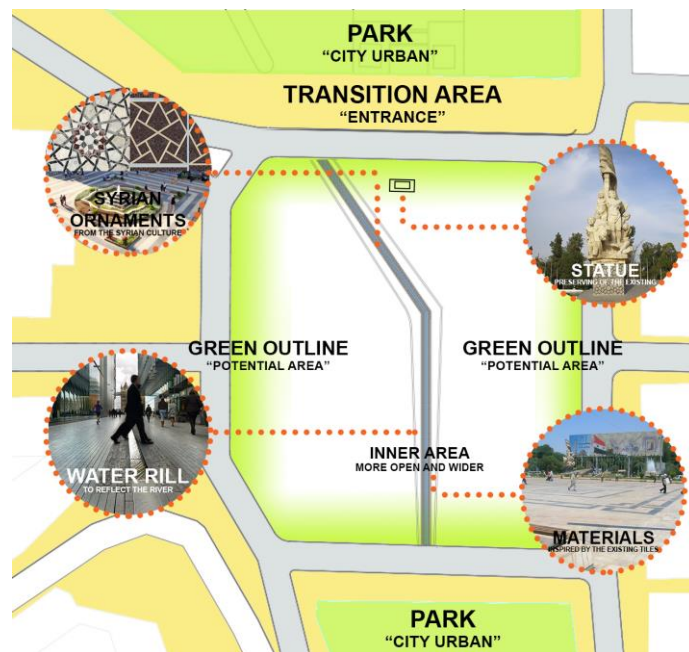 PARK
“CITY URBAN”
TRANSITION AREA
“ENTRANCE”
SYRIAN
ORNAMENTS
FROM THE SYRIAN CULTURE
STATUE
PRESERVING OF THE EXISTING
GREEN OUTLINE
“POTENTIAL AREA”
GREEN OUTLINE
“POTENTIAL AREA”
WATER RILL
TO REFLECT THE RIVER
INNER AREA
MORE OPEN AND WIDER
MATERIALS
INSPIRED BY THE EXISTING TILES
PARK
“CITY URBAN”